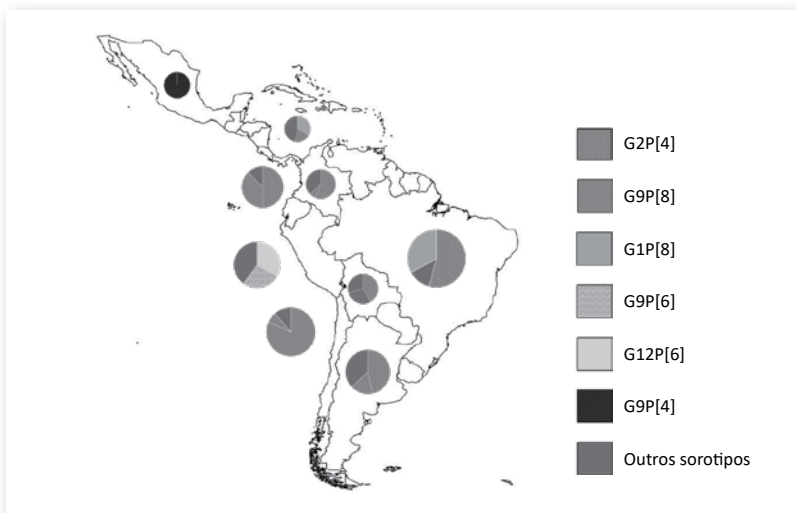 G2P[4]
G9P[8]
G1P[8]
G9P[6]
G12P[6]
G9P[4]
Outros sorotipos